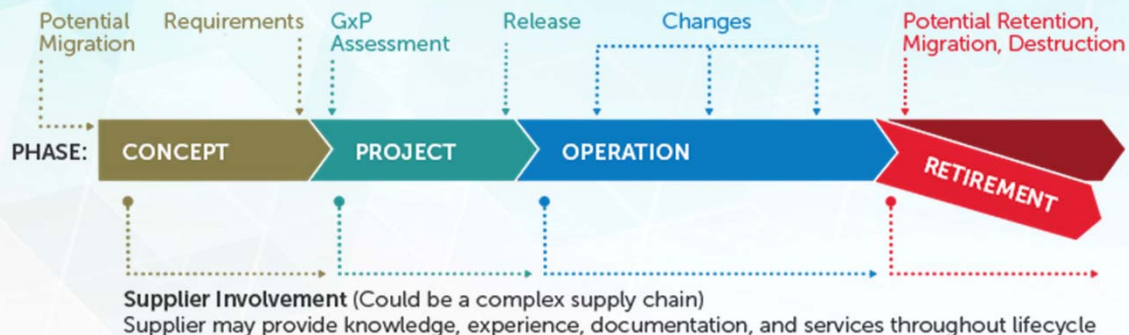 Potential
Migration
Requirements
GxP
Assessment
Release
Changes
Potential Retention,
Migration, Destruction
PHASE:
CONCEPT
PROJECT
OPERATION
RETIREMENT
Supplier Involvement (Could be a complex supply chain)
Supplier may provide knowledge, experience, documentation, and services throughout lifecycle